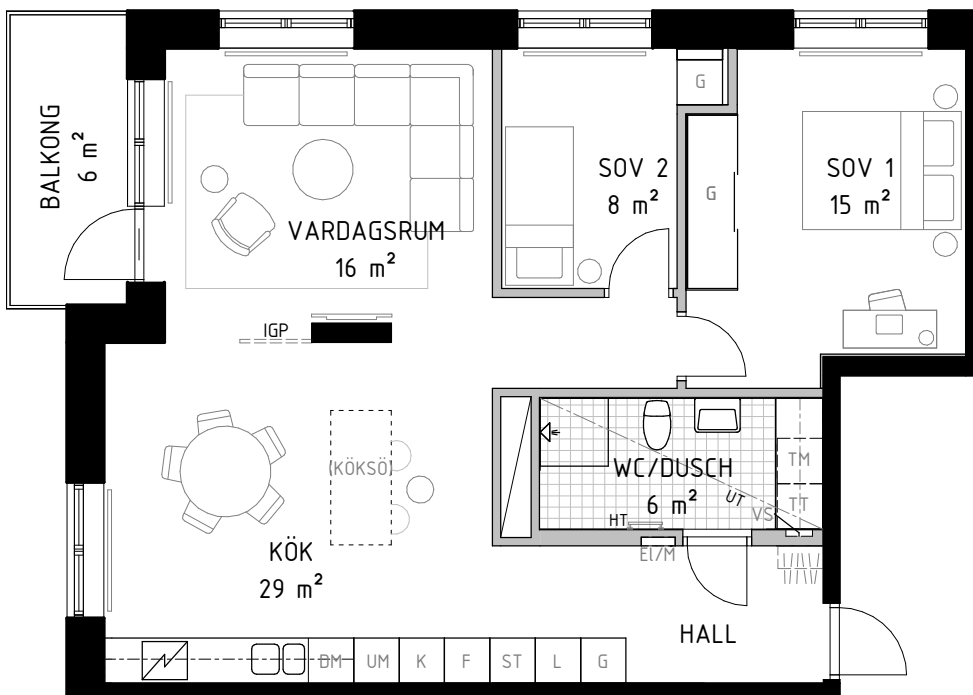 BALKONG
6 m²
VARDAGSRUM
16 m²
G
SOV 2
8 m²
G
SOV 1
15 m²
IGP
(KÖKSÖ)
WC/DUSCH
6 m²
TM
TT
UT
VS
HT
El/M
KÖK
29 m²
HALL
DM
UM
K
F
ST
L
G